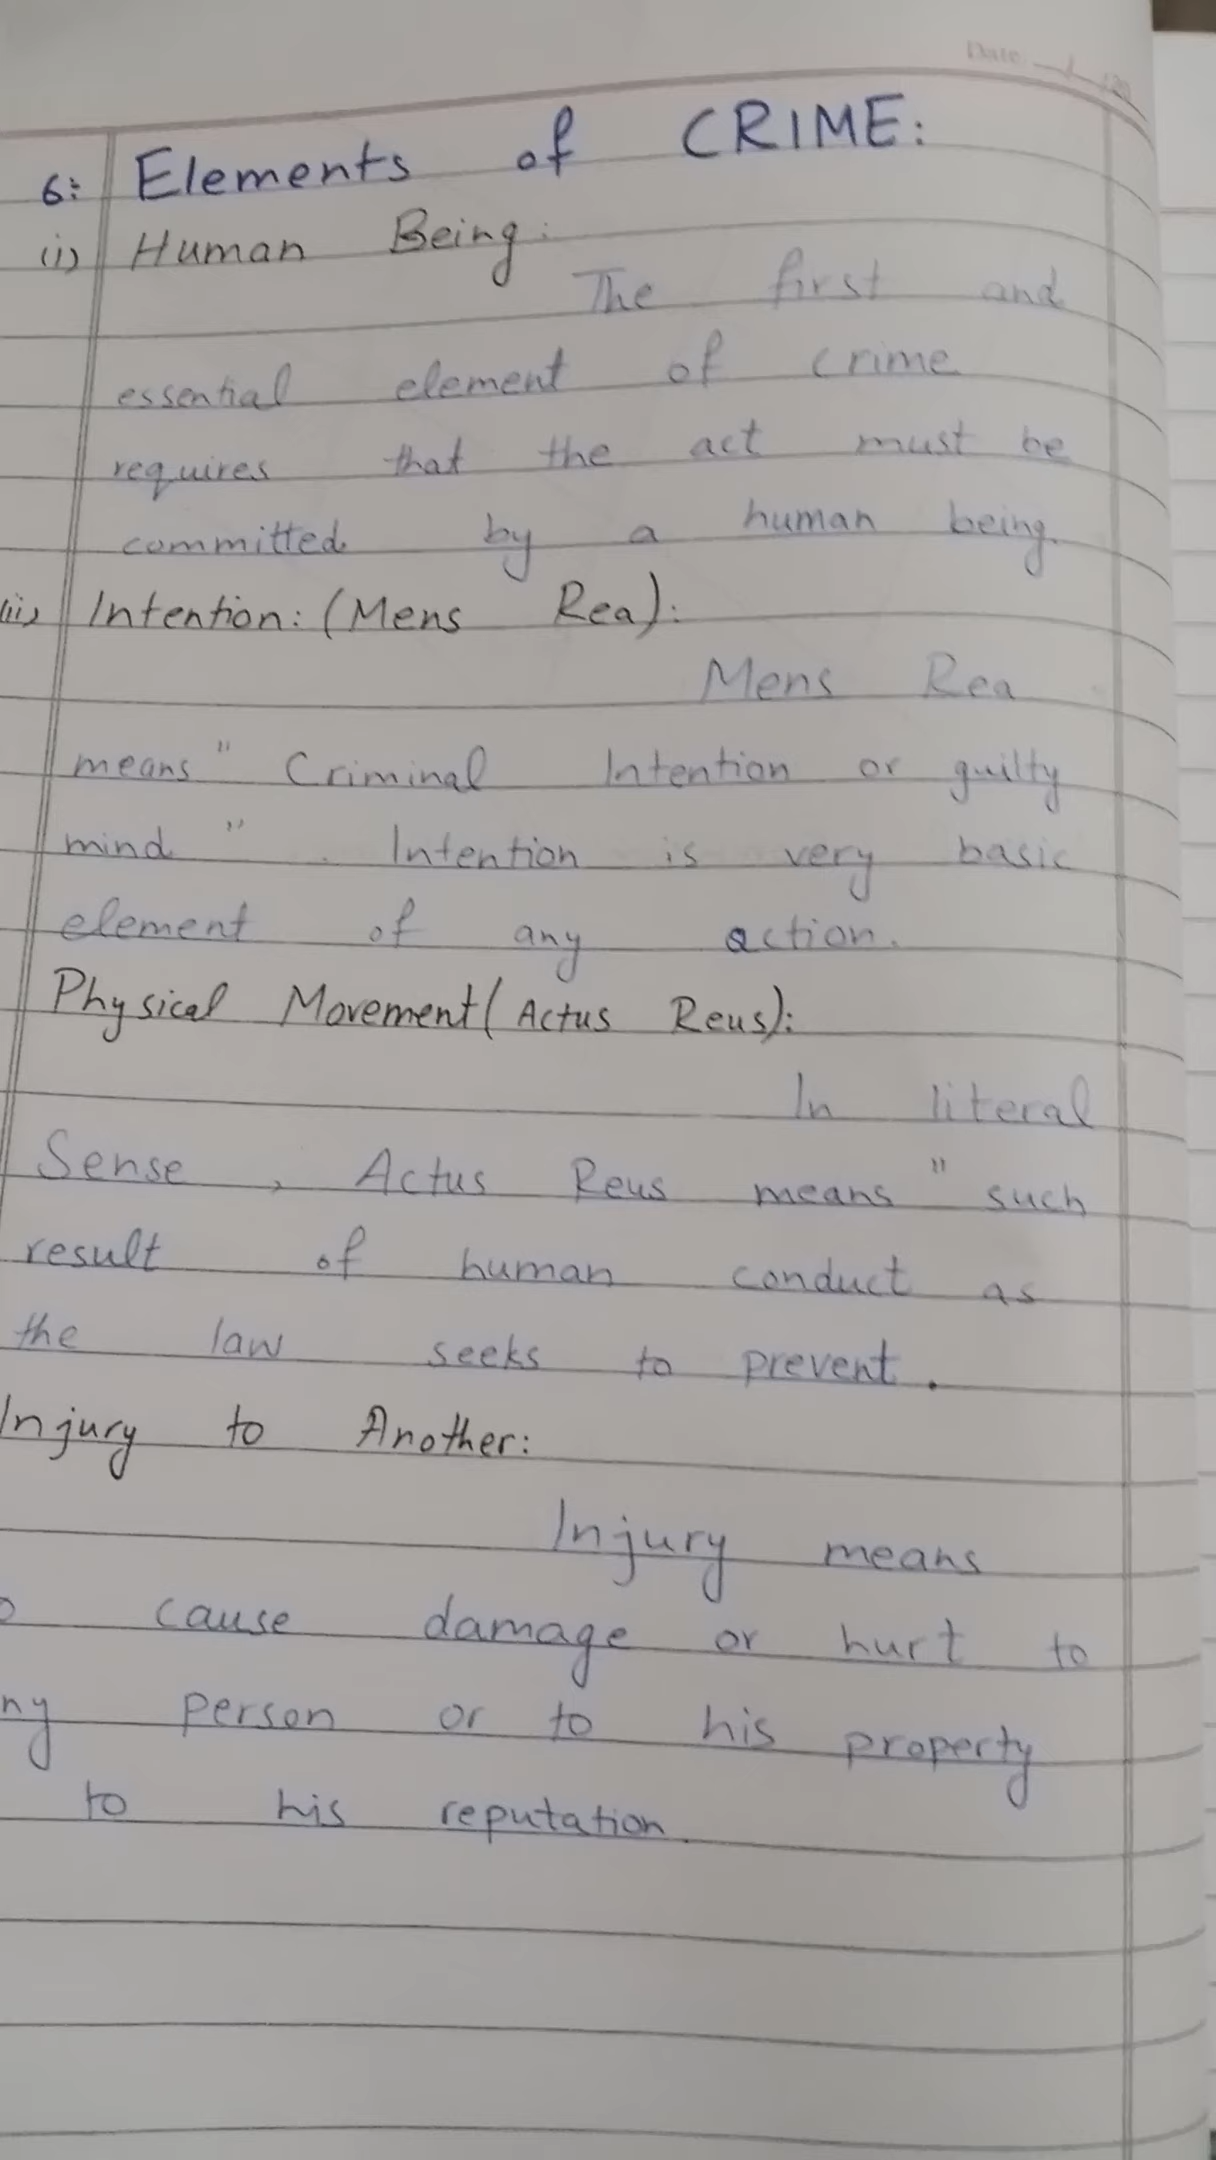 Date / / 20
6: Elements of CRIME:
(i) Human Being:
The first and
essential element of crime
requires that the act must be
committed by a human being.
(ii) Intention: (Mens Rea):
Mens Rea
means " Criminal Intention or guilty
mind ". Intention is very basic
element of any action.
Physical Movement (Actus Reus):
In literal
Sense, Actus Reus means " such
result of human conduct as
the law seeks to prevent.
Injury to Another:
Injury means
cause damage or hurt to
ny person or to his property
to his reputation.